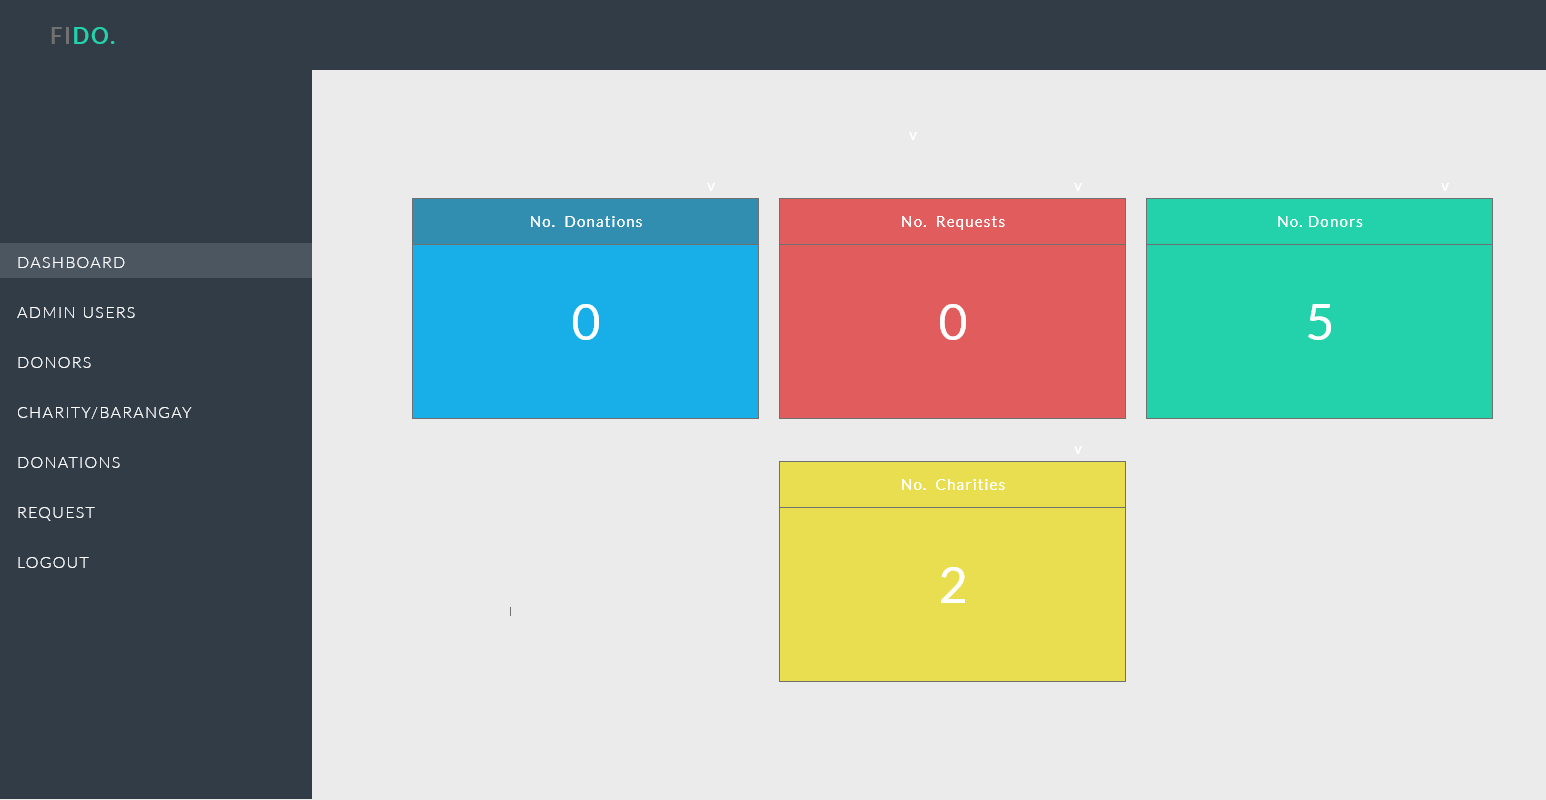 FIDO.
DASHBOARD
ADMIN USERS
DONORS
CHARITY/BARANGAY
DONATIONS
REQUEST
LOGOUT
v
v
v
v
No. Donations
No. Requests
No. Donors
0
0
5
v
No. Charities
2